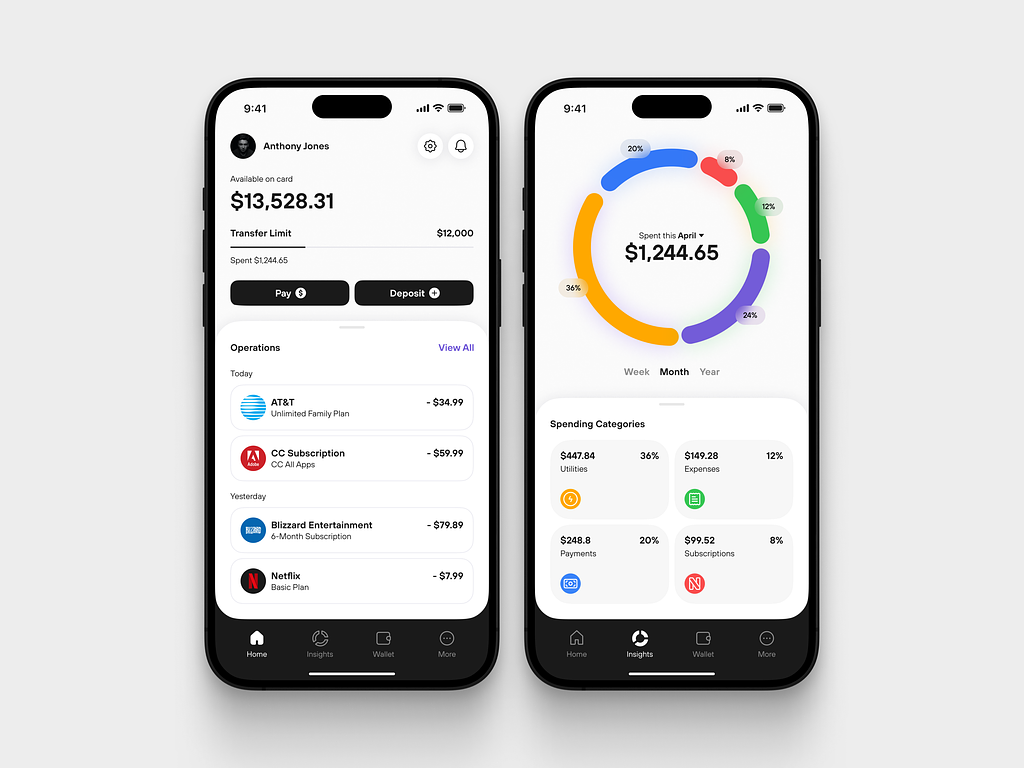 9:41
Anthony Jones
Available on card
$13,528.31
Transfer Limit $12,000
Spent $1,244.65
Pay $
Deposit +
Operations View All
Today
AT&T - $34.99
Unlimited Family Plan
Adobe
CC Subscription - $59.99
CC All Apps
Yesterday
BLIZZARD
Blizzard Entertainment - $79.89
6-Month Subscription
N
Netflix - $7.99
Basic Plan
Home Insights Wallet More
9:41
20%
8%
12%
Spent this April
$1,244.65
36%
24%
Week Month Year
Spending Categories
$447.84 36%
Utilities
$149.28 12%
Expenses
$248.8 20%
Payments
$99.52 8%
Subscriptions
N
Home Insights Wallet More